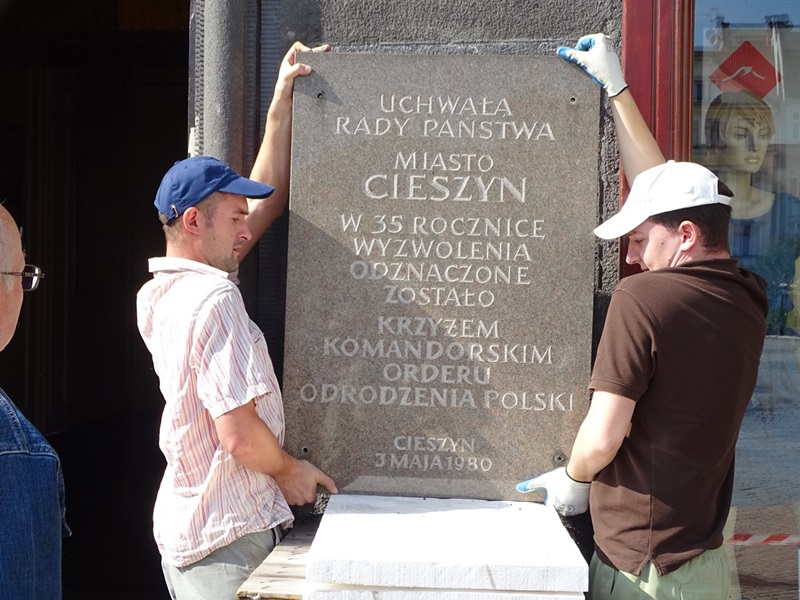 UCHWAŁA
RADY PAŃSTWA
MIASTO
CIESZYN
W 35 ROCZNICĘ
WYZWOLENIA
ODZNACZONE
ZOSTAŁO
KRZYŻEM
KOMANDORSKIM
ORDERU
ODRODZENIA POLSKI
CIESZYN
3 MAJA 1980